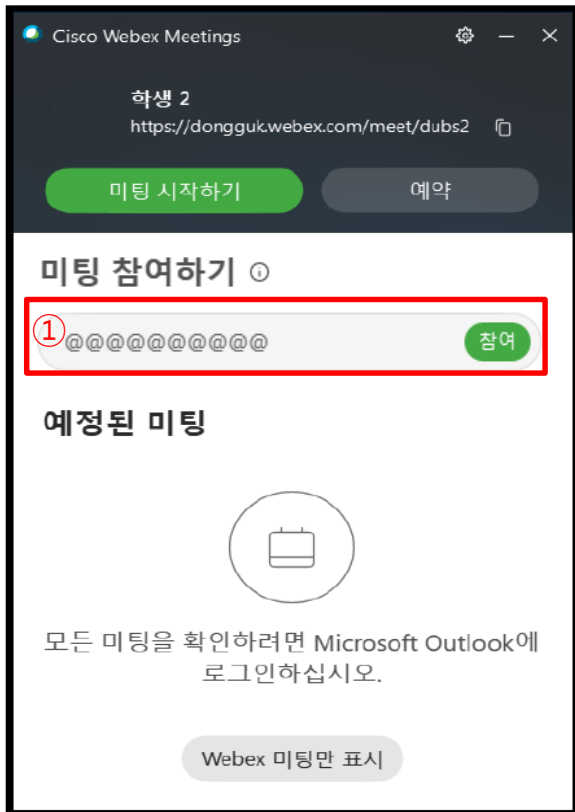 Cisco Webex Meetings
학생 2
https://dongguk.webex.com/meet/dubs2
미팅 시작하기 예약
미팅 참여하기
① @@@@@@@@@@ 참여
예정된 미팅
모든 미팅을 확인하려면 Microsoft Outlook에
로그인하십시오.
Webex 미팅만 표시